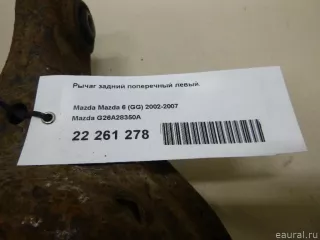 Рычаг задний поперечный левый.
Mazda Mazda 6 (GG) 2002-2007
Mazda G26A28350A
22 261 278
eaural.ru